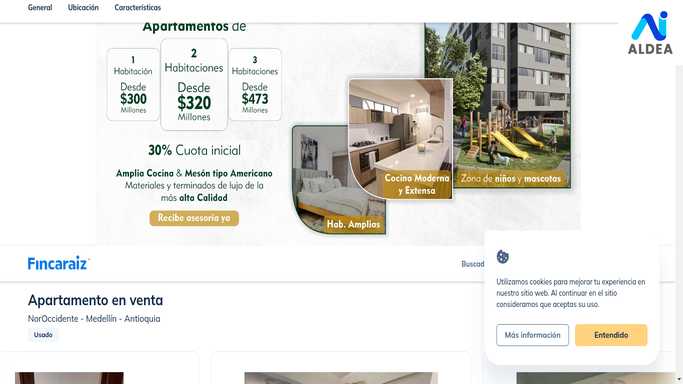 General Ubicación Características
ALDEA
Apartamentos de
1
Habitación
Desde
$300
Millones
2
Habitaciones
Desde
$320
Millones
3
Habitaciones
Desde
$473
Millones
30% Cuota inicial
Amplia Cocina & Mesón tipo Americano
Materiales y terminados de lujo de la
más alta Calidad
Recibe asesoría ya
Hab. Amplias
Cocina Moderna
y Extensa
Zona de niños y mascotas
Fincaraíz
Apartamento en venta
NorOccidente - Medellín - Antioquia
Usado
Utilizamos cookies para mejorar tu experiencia en
nuestro sitio web. Al continuar en el sitio
consideramos que aceptas su uso.
Más información
Entendido